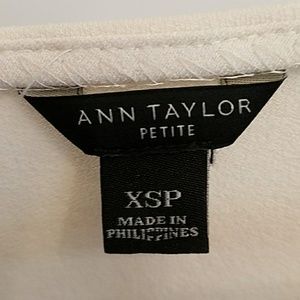 ANN TAYLOR
PETITE
XSP
MADE IN
PHILIPPINES